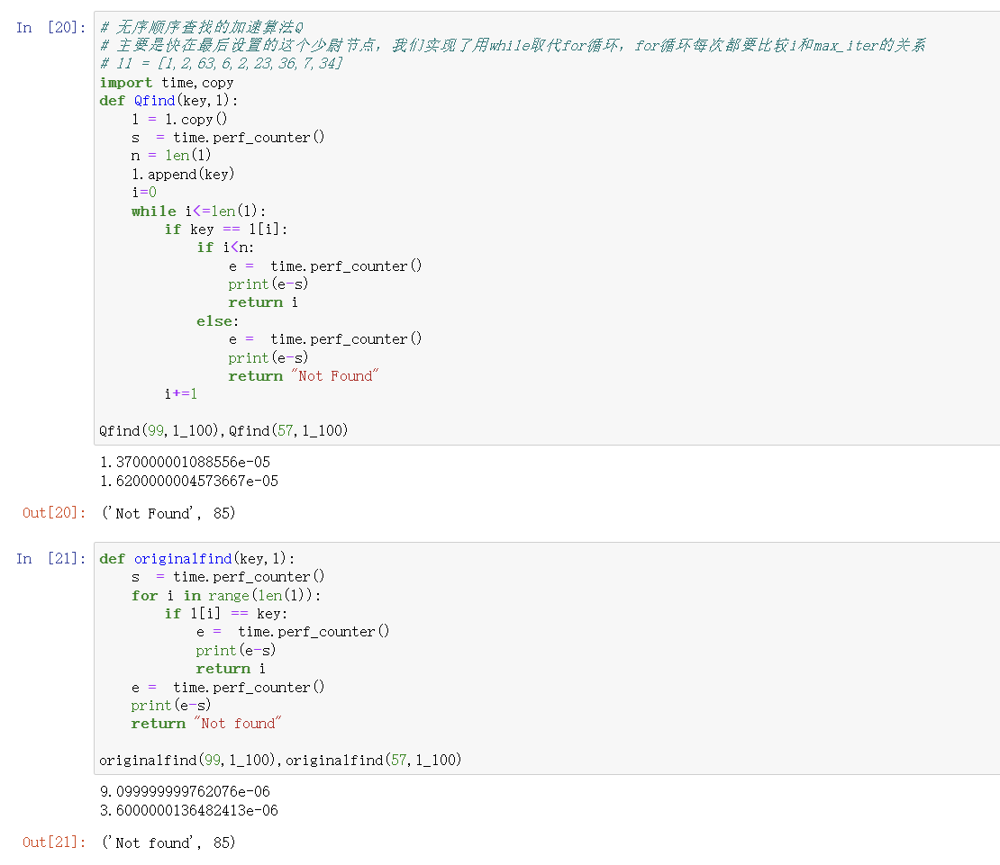 In [20]: # 无序顺序查找的加速算法Q
# 主要是快在最后设置的这个少尉节点，我们实现了用while取代for循环，for循环每次都要比较i和max_iter的关系
# l1 = [1,2,63,6,2,23,36,7,34]
import time,copy
def Qfind(key,l):
    l = l.copy()
    s  = time.perf_counter()
    n = len(l)
    l.append(key)
    i=0
    while i<=len(l):
        if key == l[i]:
            if i<n:
                e =  time.perf_counter()
                print(e-s)
                return i
            else:
                e =  time.perf_counter()
                print(e-s)
                return "Not Found"
        i+=1
Qfind(99,l_100),Qfind(57,l_100)
1.370000001088556e-05
1.6200000004573667e-05
Out[20]: ('Not Found', 85)
In [21]: def originalfind(key,l):
    s  = time.perf_counter()
    for i in range(len(l)):
        if l[i] == key:
            e =  time.perf_counter()
            print(e-s)
            return i
    e =  time.perf_counter()
    print(e-s)
    return "Not found"
originalfind(99,l_100),originalfind(57,l_100)
9.099999999762076e-06
3.6000000136482413e-06
Out[21]: ('Not found', 85)